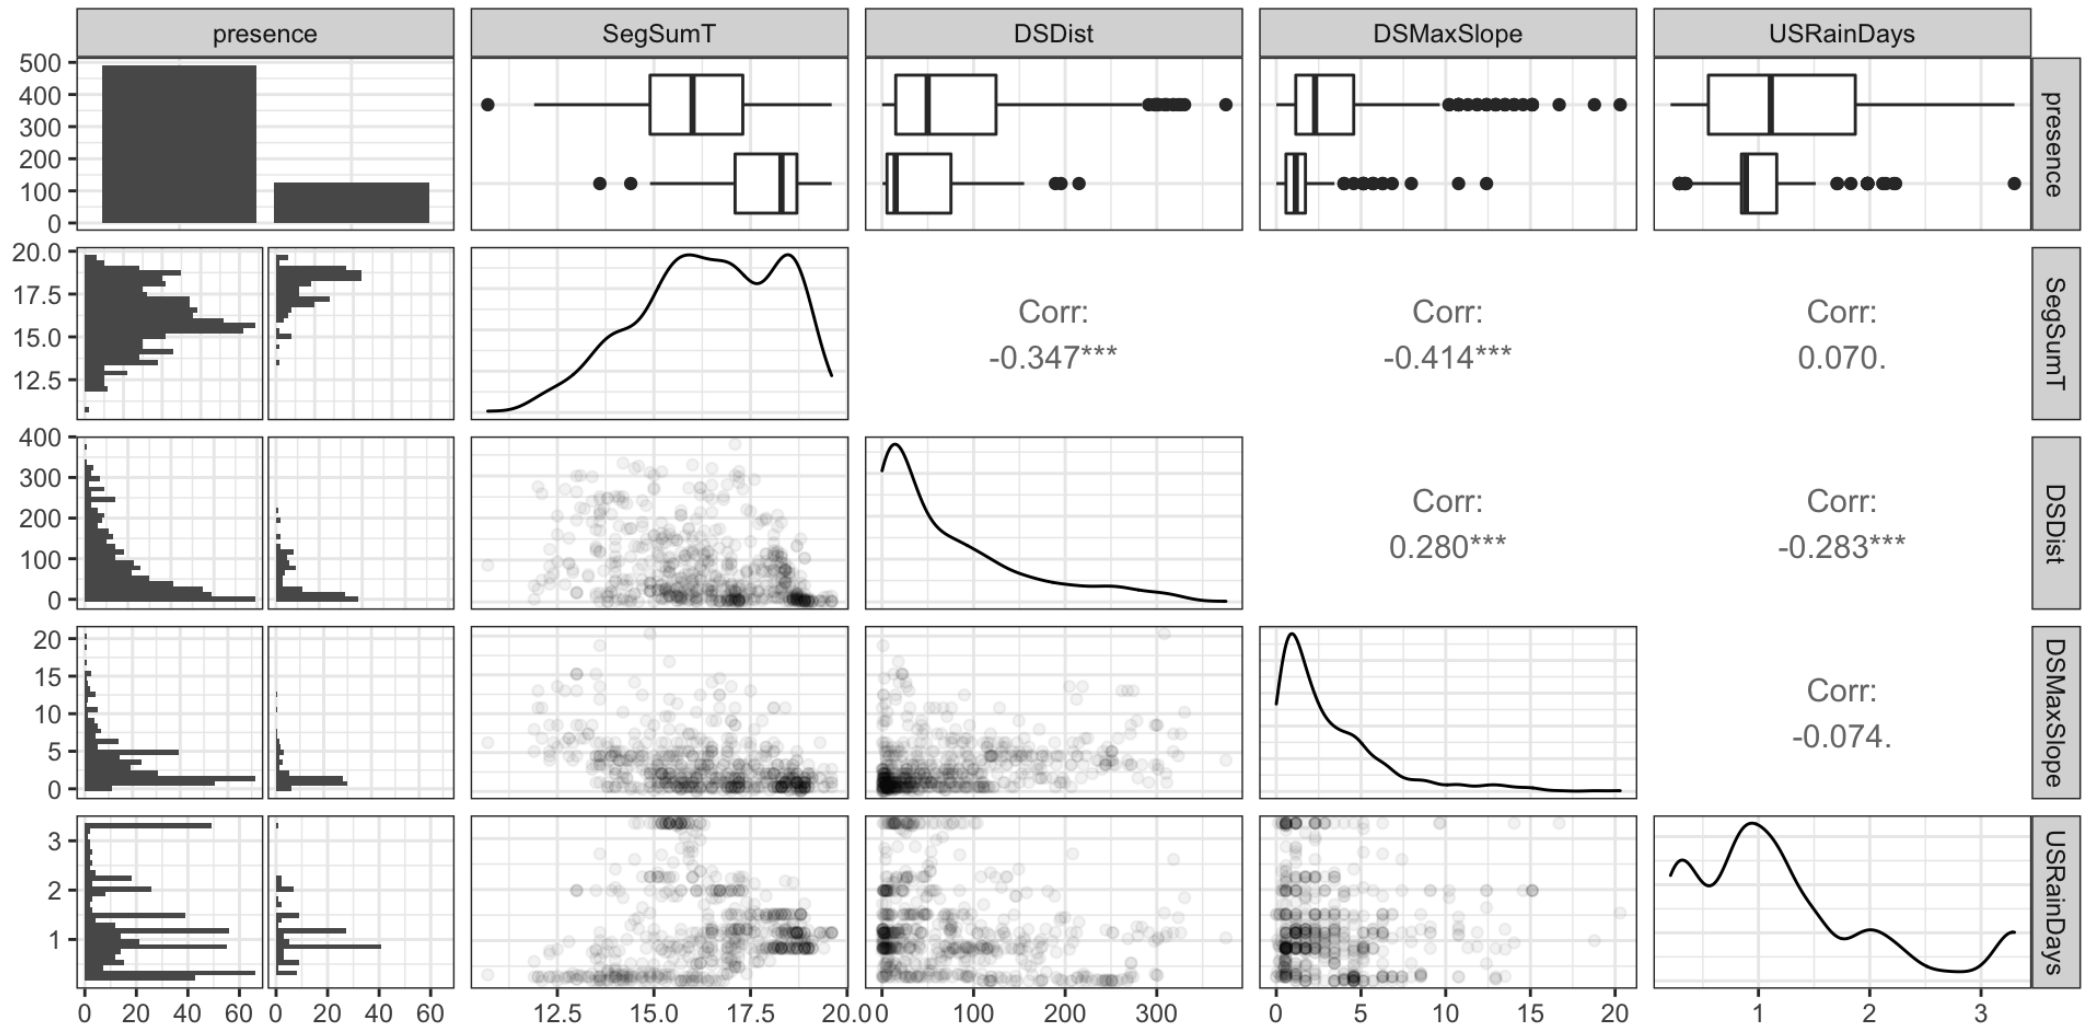 presence
SegSumT
DSDist
DSMaxSlope
USRainDays
500
400
300
200
100
0
presence
20.0
17.5
15.0
12.5
Corr:
-0.347***
Corr:
-0.414***
Corr:
0.070.
SegSumT
400
300
200
100
0
Corr:
0.280***
Corr:
-0.283***
DSDist
20
15
10
5
0
Corr:
-0.074.
DSMaxSlope
3
2
1
USRainDays
0 20 40 60 0 20 40 60 12.5 15.0 17.5 20.0 0 100 200 300 0 5 10 15 20 1 2 3